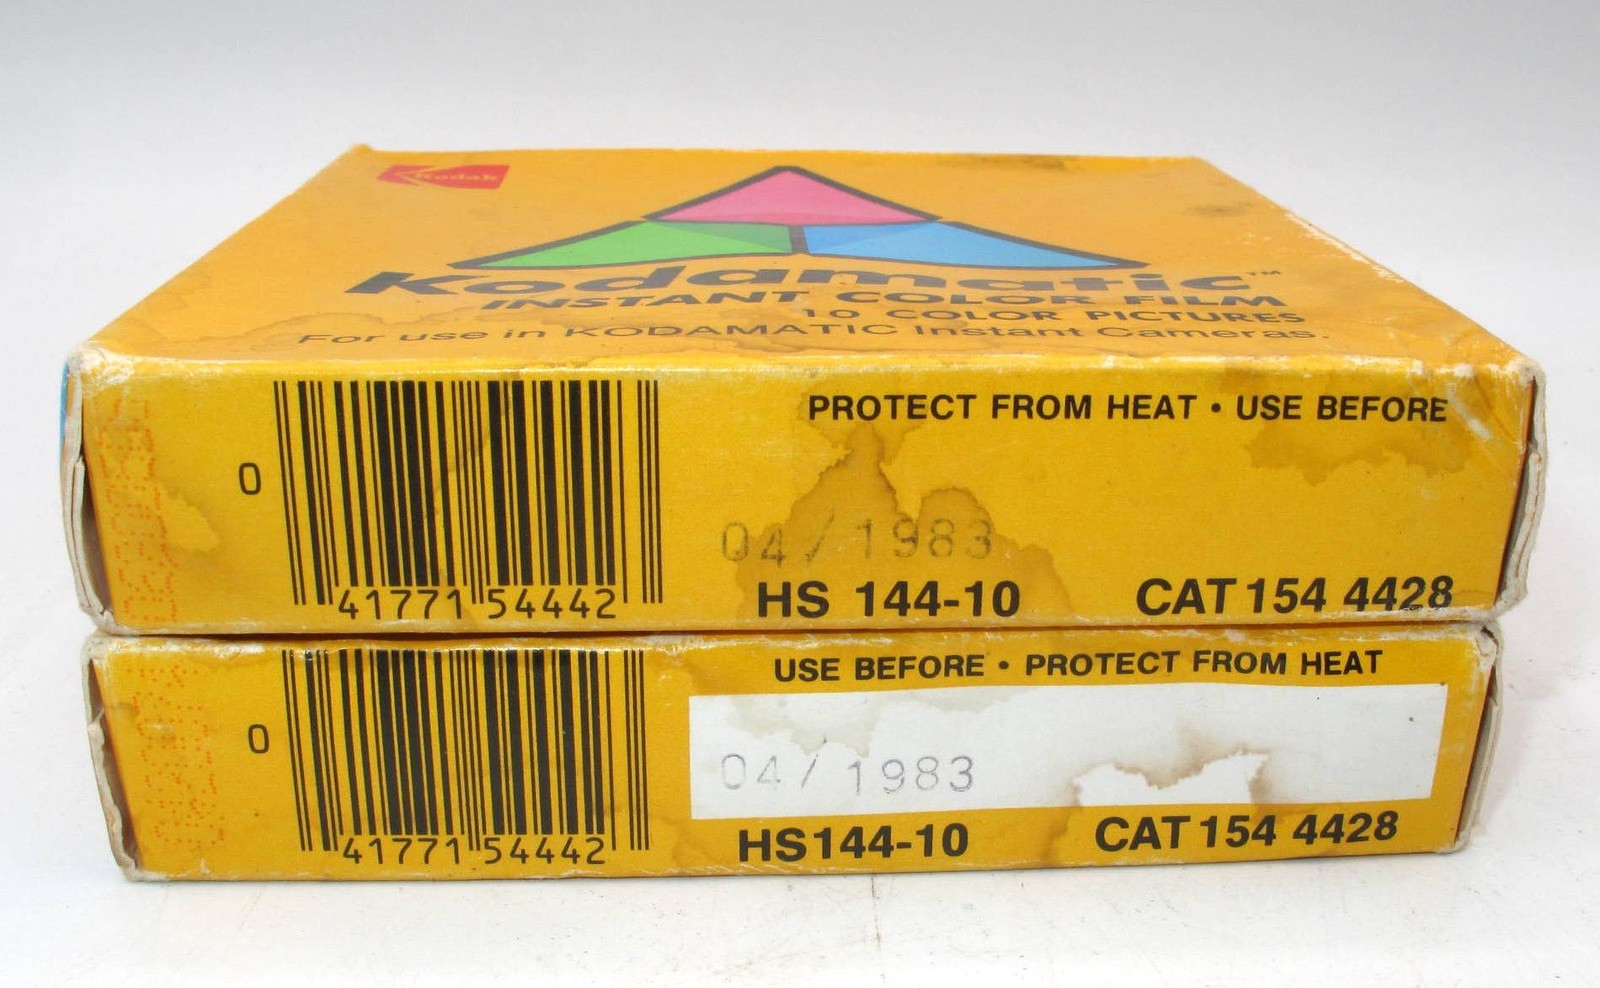 Kodak
Kodamatic™
INSTANT COLOR FILM
10 COLOR PICTURES
For use in KODAMATIC Instant Cameras.
PROTECT FROM HEAT • USE BEFORE
0
04/1983
41771 54442
HS 144-10 CAT 154 4428
USE BEFORE • PROTECT FROM HEAT
0
04/1983
41771 54442
HS144-10 CAT 154 4428